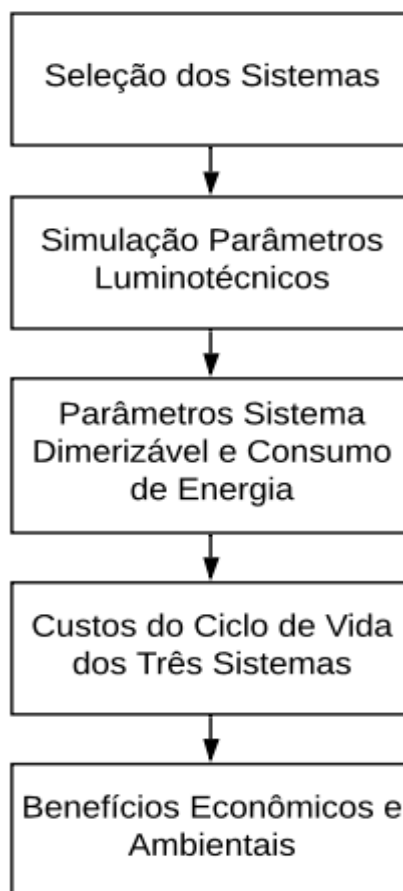 Seleção dos Sistemas
Simulação Parâmetros
Luminotécnicos
Parâmetros Sistema
Dimerizável e Consumo
de Energia
Custos do Ciclo de Vida
dos Três Sistemas
Benefícios Econômicos e
Ambientais